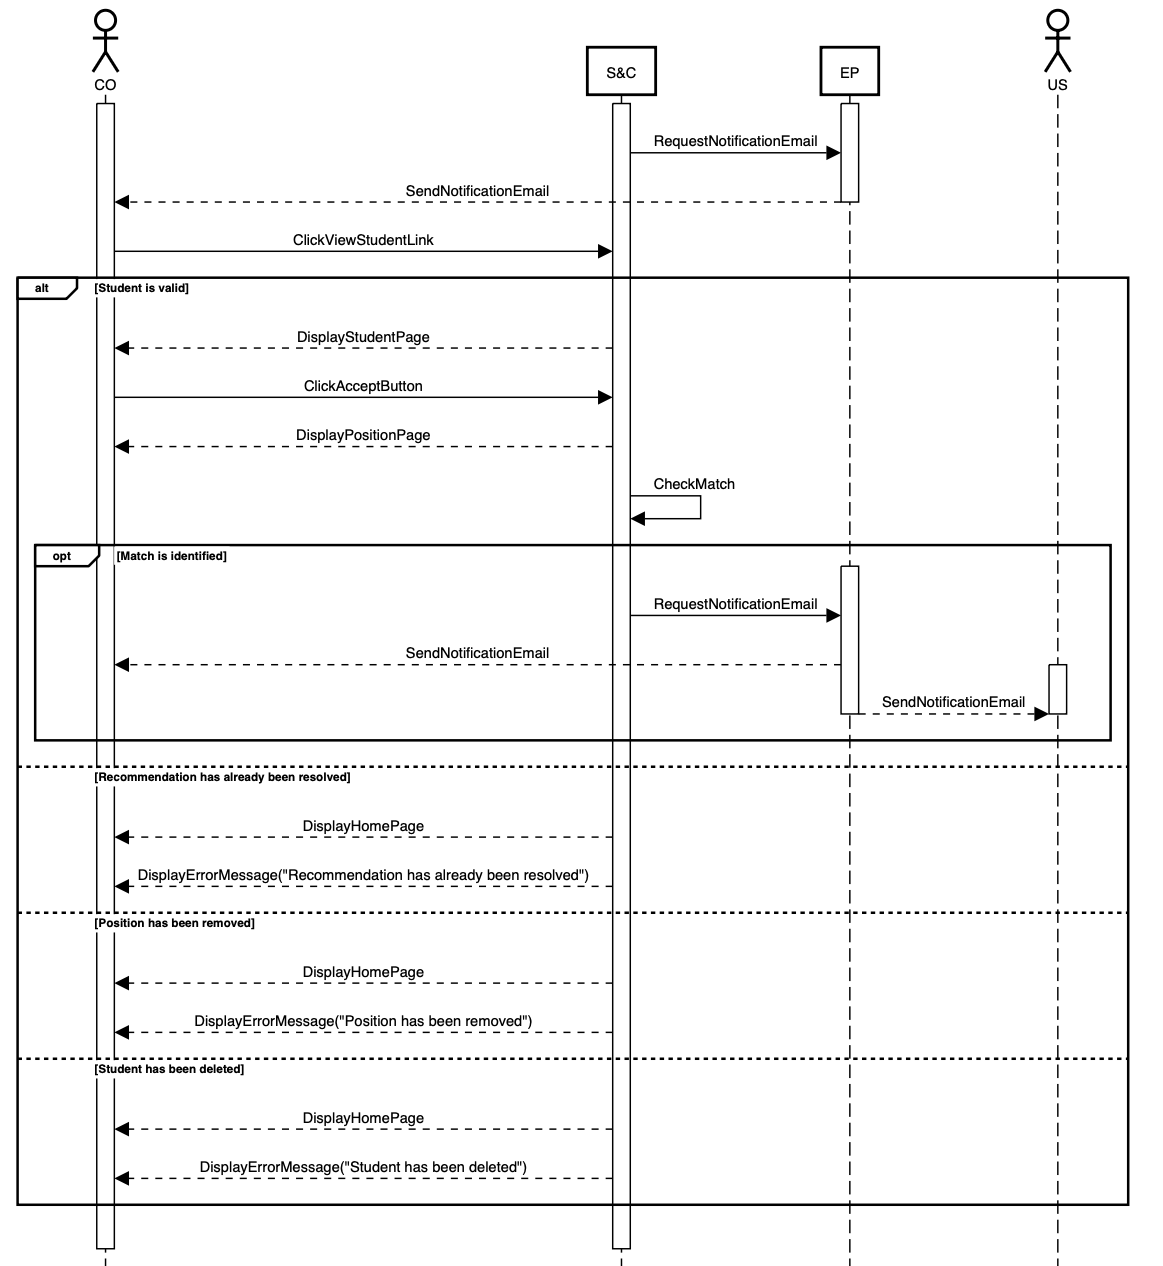 CO
S&C
EP
US
RequestNotificationEmail
SendNotificationEmail
ClickViewStudentLink
alt
[Student is valid]
DisplayStudentPage
ClickAcceptButton
DisplayPositionPage
CheckMatch
opt
[Match is identified]
RequestNotificationEmail
SendNotificationEmail
SendNotificationEmail
[Recommendation has already been resolved]
DisplayHomePage
DisplayErrorMessage("Recommendation has already been resolved")
[Position has been removed]
DisplayHomePage
DisplayErrorMessage("Position has been removed")
[Student has been deleted]
DisplayHomePage
DisplayErrorMessage("Student has been deleted")